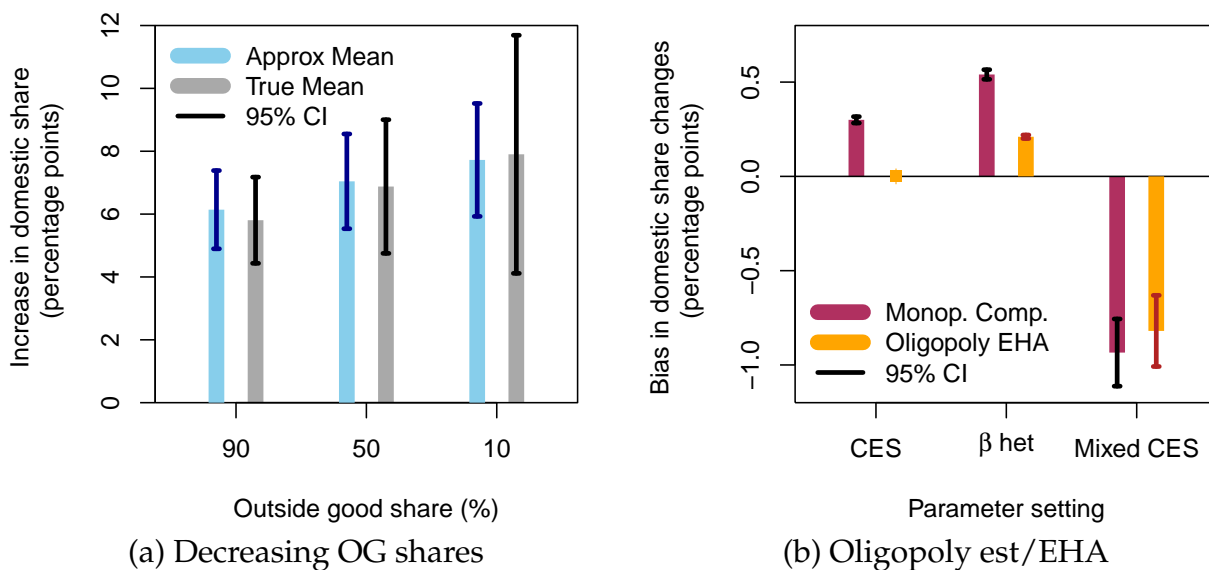 Increase in domestic share
(percentage points)
12
10
8
6
4
2
0
Approx Mean
True Mean
95% CI
90
50
10
Outside good share (%)
(a) Decreasing OG shares
Bias in domestic share changes
(percentage points)
0.5
0.0
−0.5
−1.0
Monop. Comp.
Oligopoly EHA
95% CI
CES
β het
Mixed CES
Parameter setting
(b) Oligopoly est/EHA